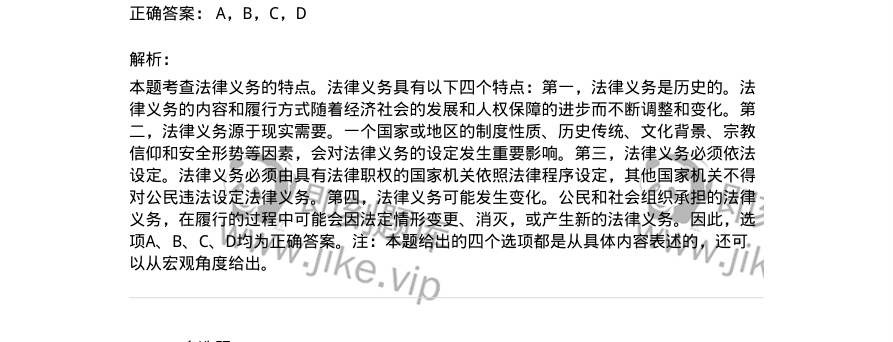 正确答案： A，B，C，D
解析：
本题考查法律义务的特点。法律义务具有以下四个特点：第一，法律义务是历史的。法
律义务的内容和履行方式随着经济社会的发展和人权保障的进步而不断调整和变化。第
二，法律义务源于现实需要。一个国家或地区的制度性质、历史传统、文化背景、宗教
信仰和安全形势等因素，会对法律义务的设定发生重要影响。第三，法律义务必须依法
设定。法律义务必须由具有法律职权的国家机关依照法律程序设定，其他国家机关不得
对公民违法设定法律义务。第四，法律义务可能发生变化。公民和社会组织承担的法律
义务，在履行的过程中可能会因法定情形变更、消灭，或产生新的法律义务。因此，选
项A、B、C、D均为正确答案。注：本题给出的四个选项都是从具体内容表述的，还可
以从宏观角度给出。
即刻题库
www.jike.vip
即刻
www.jik